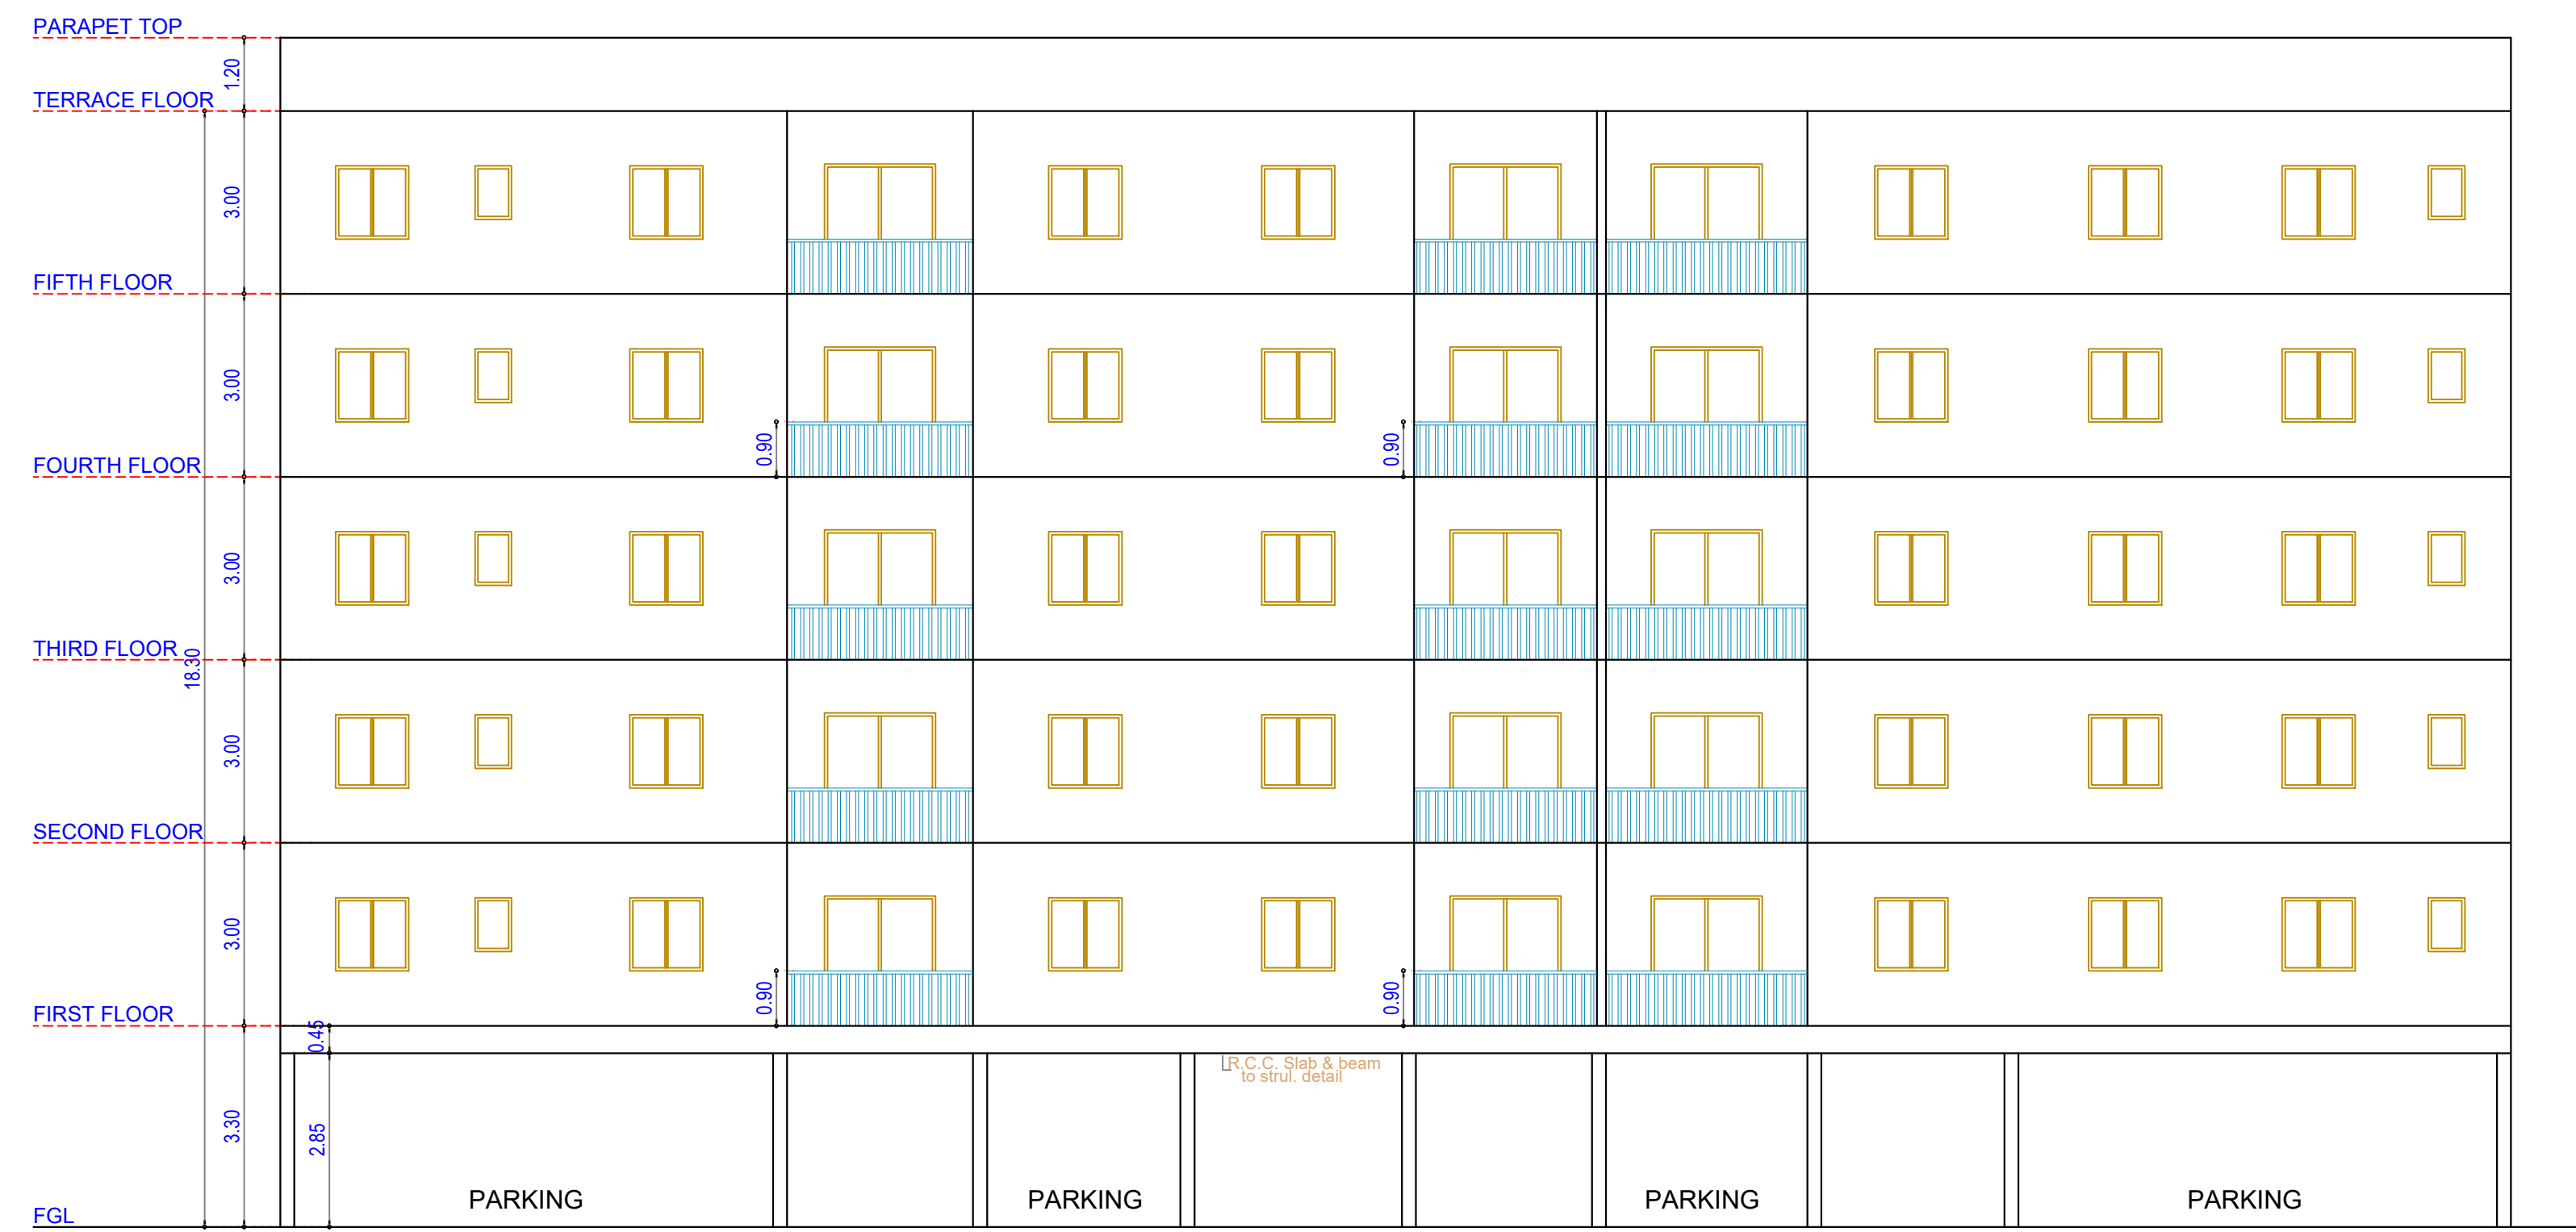 PARAPET TOP
1.20
TERRACE FLOOR
3.00
FIFTH FLOOR
3.00
0.90
0.90
FOURTH FLOOR
3.00
THIRD FLOOR
18.30
3.00
SECOND FLOOR
3.00
0.90
0.90
FIRST FLOOR
0.45
R.C.C. Slab & beam
to strul. detail
3.30
2.85
PARKING
PARKING
PARKING
PARKING
FGL